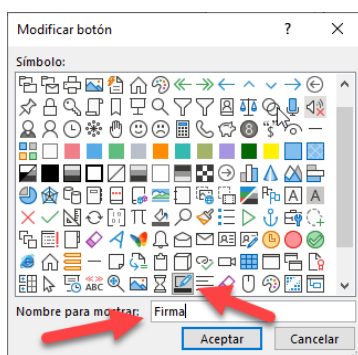 Modificar botón ? ×
Símbolo:
Nombre para mostrar: Firma
Aceptar Cancelar